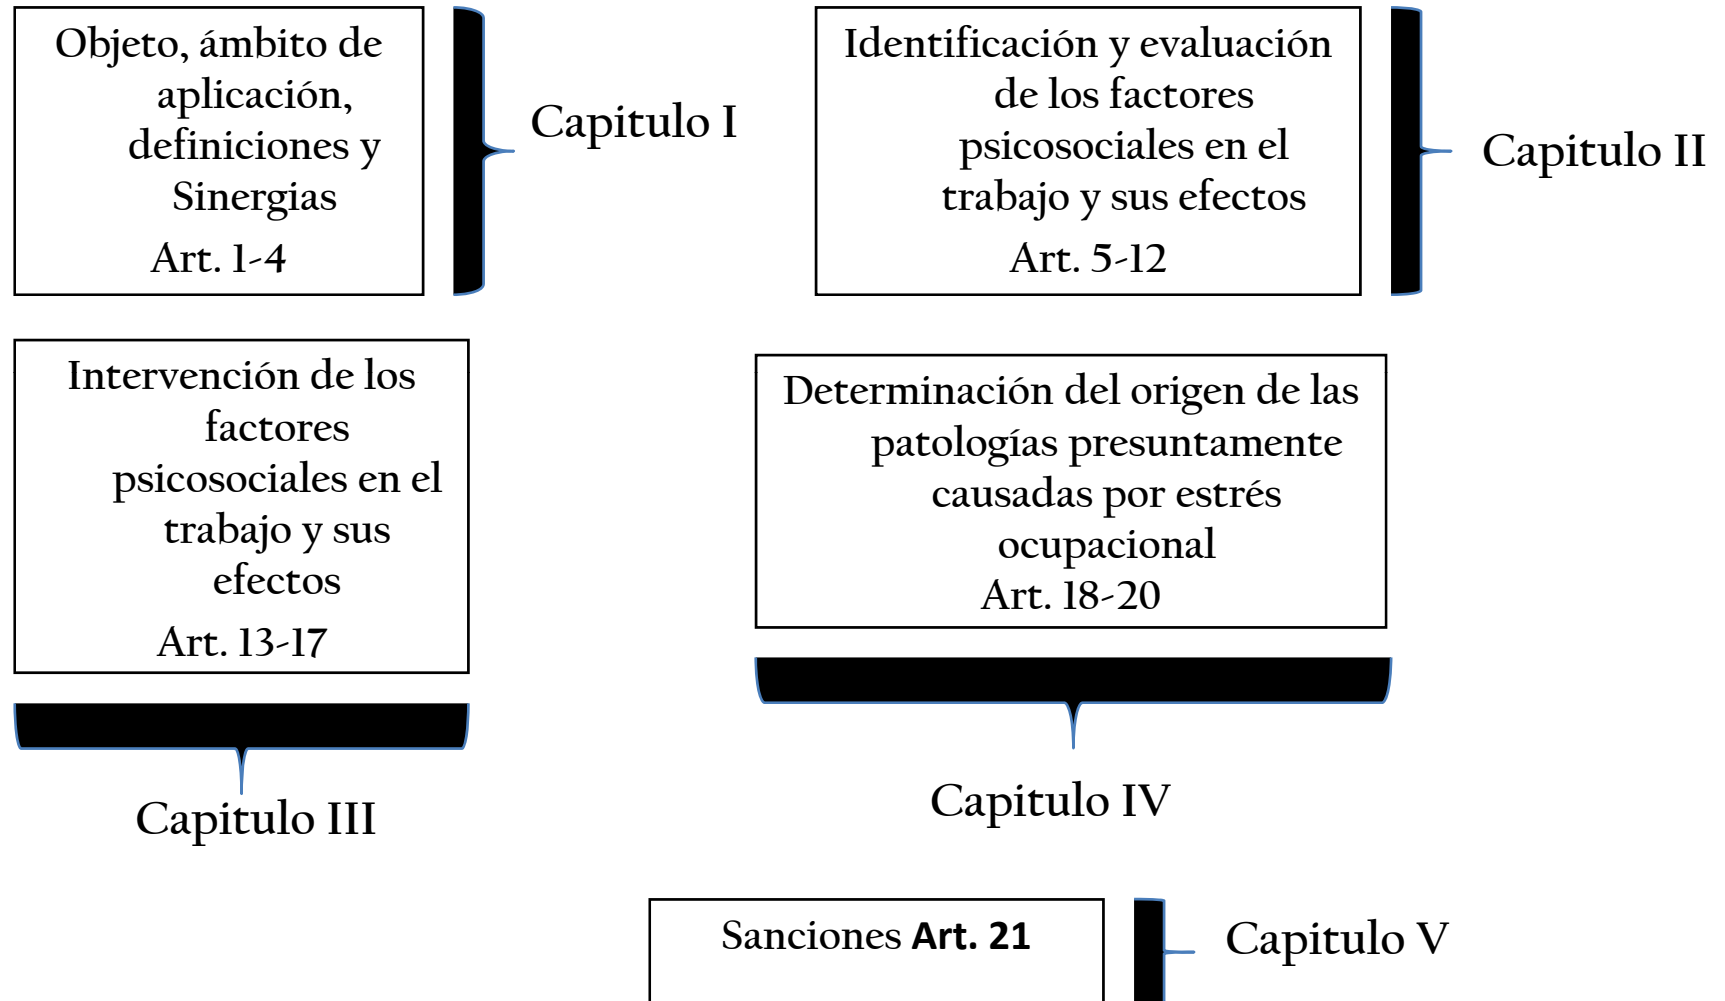 Objeto, ámbito de
aplicación,
definiciones y
Sinergias
Art. 1-4
Capitulo I
Identificación y evaluación
de los factores
psicosociales en el
trabajo y sus efectos
Art. 5-12
Capitulo II
Intervención de los
factores
psicosociales en el
trabajo y sus
efectos
Art. 13-17
Capitulo III
Determinación del origen de las
patologías presuntamente
causadas por estrés
ocupacional
Art. 18-20
Capitulo IV
Sanciones Art. 21
Capitulo V